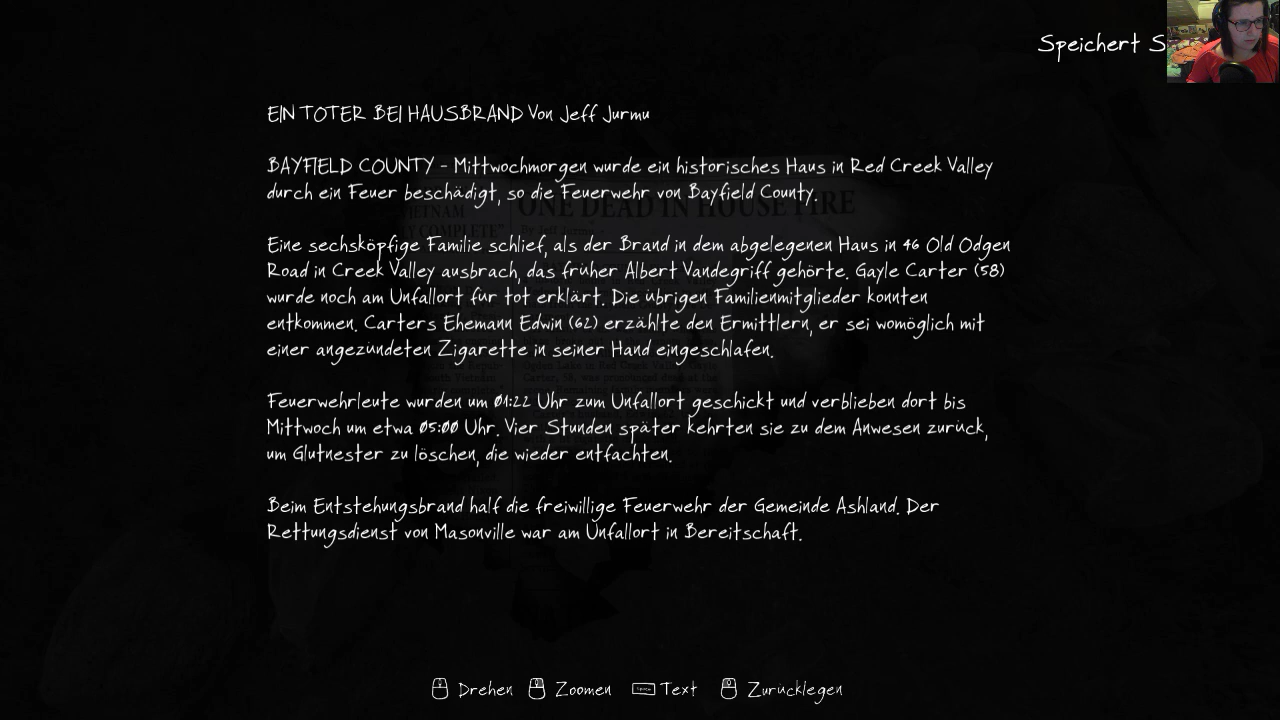 Speichert S
EIN TOTER BEI HAUSBRAND Von Jeff Jurmu
BAYFIELD COUNTY - Mittwochmorgen wurde ein historisches Haus in Red Creek Valley
durch ein Feuer beschädigt, so die Feuerwehr von Bayfield County.
ONE DEAD IN HOUSE FIRE
Eine sechsköpfige Familie schlief, als der Brand in dem abgelegenen Haus in 46 Old Odgen
Road in Creek Valley ausbrach, das früher Albert Vandegriff gehörte. Gayle Carter (58)
wurde noch am Unfallort für tot erklärt. Die übrigen Familienmitglieder konnten
entkommen. Carters Ehemann Edwin (62) erzählte den Ermittlern, er sei womöglich mit
einer angezündeten Zigarette in seiner Hand eingeschlafen.
Feuerwehrleute wurden um 01:22 Uhr zum Unfallort geschickt und verblieben dort bis
Mittwoch um etwa 05:00 Uhr. Vier Stunden später kehrten sie zu dem Anwesen zurück,
um Glutnester zu löschen, die wieder entfachten.
Beim Entstehungsbrand half die freiwillige Feuerwehr der Gemeinde Ashland. Der
Rettungsdienst von Masonville war am Unfallort in Bereitschaft.
Drehen Zoomen Text Zurücklegen